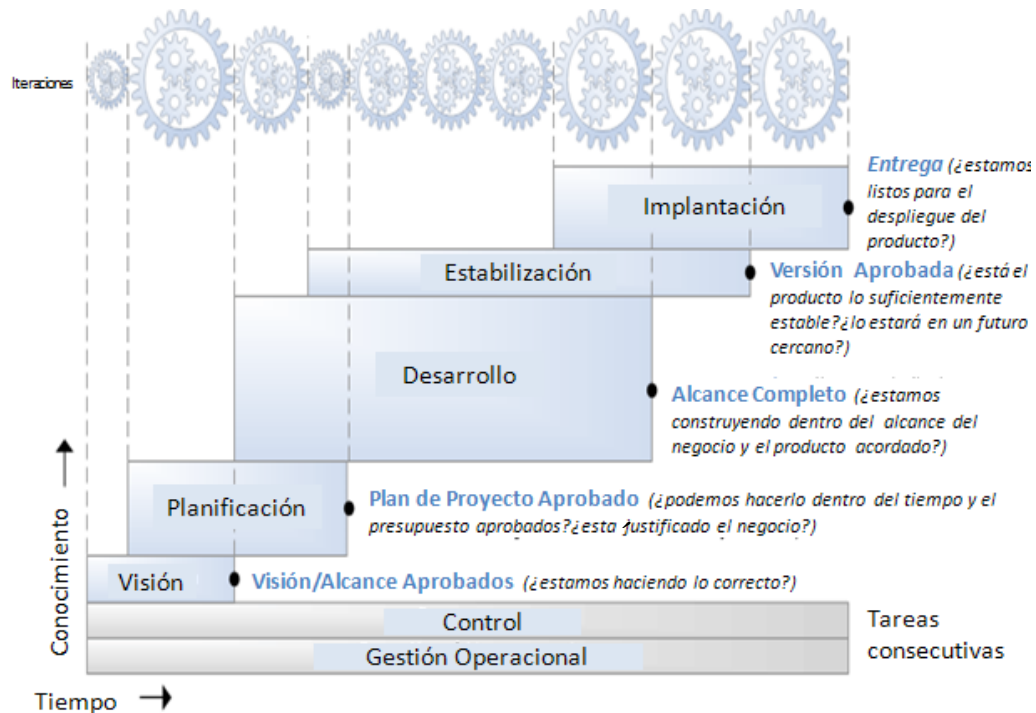 Iteraciones
Entrega (¿estamos
listos para el
despliegue del
producto?)
Implantación
Estabilización
Versión Aprobada (¿está el
producto lo suficientemente
estable?¿lo estará en un futuro
cercano?)
Desarrollo
Alcance Completo (¿estamos
construyendo dentro del alcance del
negocio y el producto acordado?)
Planificación
Plan de Proyecto Aprobado (¿podemos hacerlo dentro del tiempo y el
presupuesto aprobados?¿esta justificado el negocio?)
Visión
Visión/Alcance Aprobados (¿estamos haciendo lo correcto?)
Control
Gestión Operacional
Tareas
consecutivas
Conocimiento
Tiempo